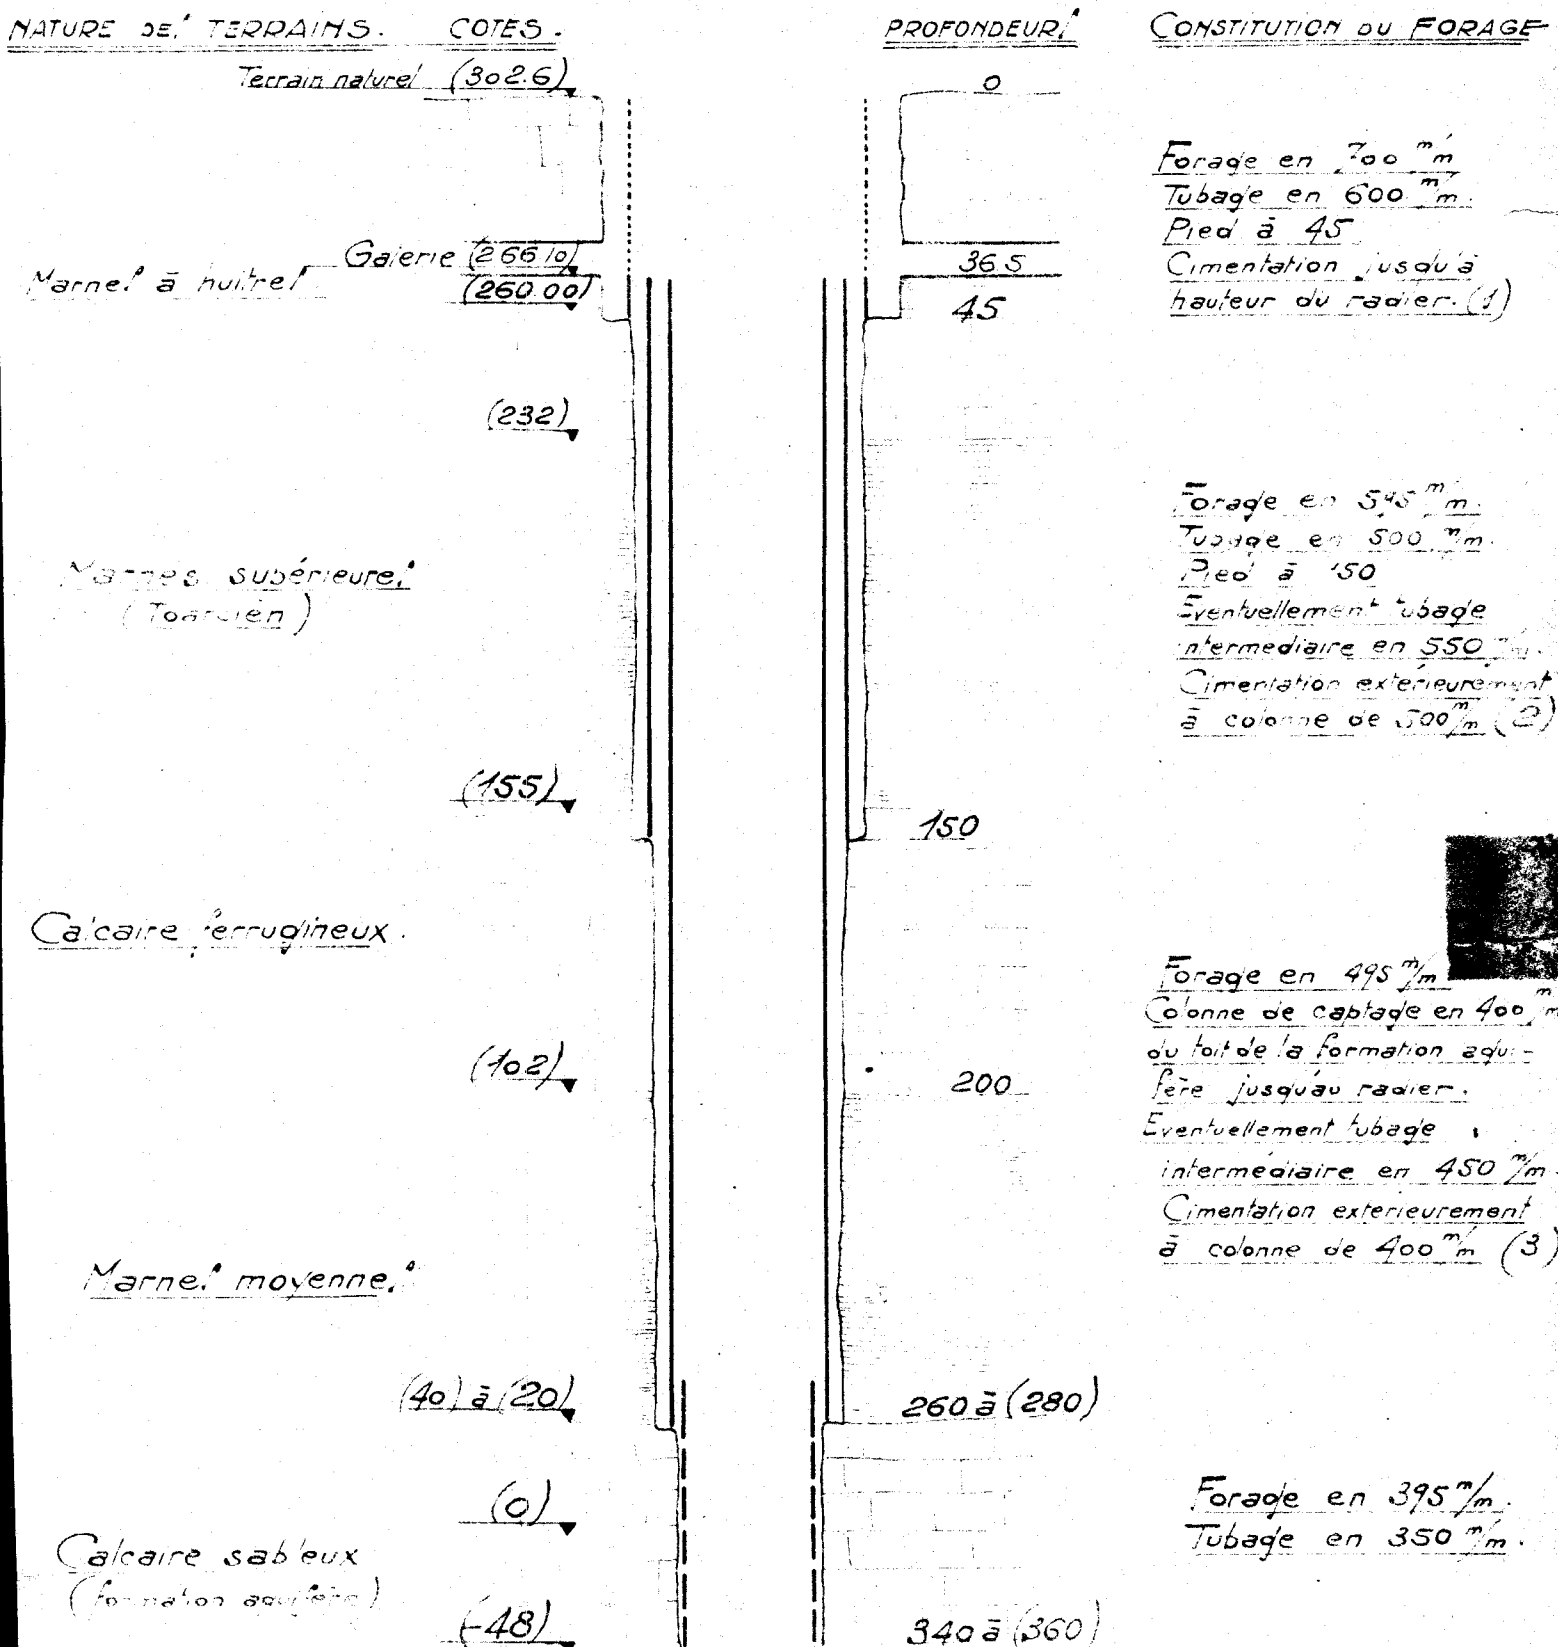 NATURE DES TERRAINS. COTES. PROFONDEURS CONSTITUTION DU FORAGE
Terrain naturel (302.6) 0
Forage en 700 m/m
Tubage en 600 m/m.
Pied à 45
Cimentation jusqu'à
hauteur du radier. (1)
Galerie (266 10) 36 5
Marnes à huitres (260.00) 45
(232)
Forage en 545 m/m.
Tubage en 500 m/m.
Pied à 150
Eventuellement tubage
intermediaire en 550 m/m.
Cimentation exterieurement
à colonne de 500 m/m (2)
Marnes supérieures
(Toarcien)
(155) 150
Calcaire ferrugineux.
Forage en 495 m/m
Colonne de captage en 400 m/m
du toit de la formation aqui-
fère jusqu'au radier.
Eventuellement tubage
intermédiaire en 450 m/m.
Cimentation exterieurement
à colonne de 400 m/m (3)
(102) 200
Marnes moyennes
(40) à (20) 260 à (280)
(0)
Forage en 395 m/m.
Tubage en 350 m/m.
Calcaire sableux
(formation aquifère)
(-48) 340 à (360)